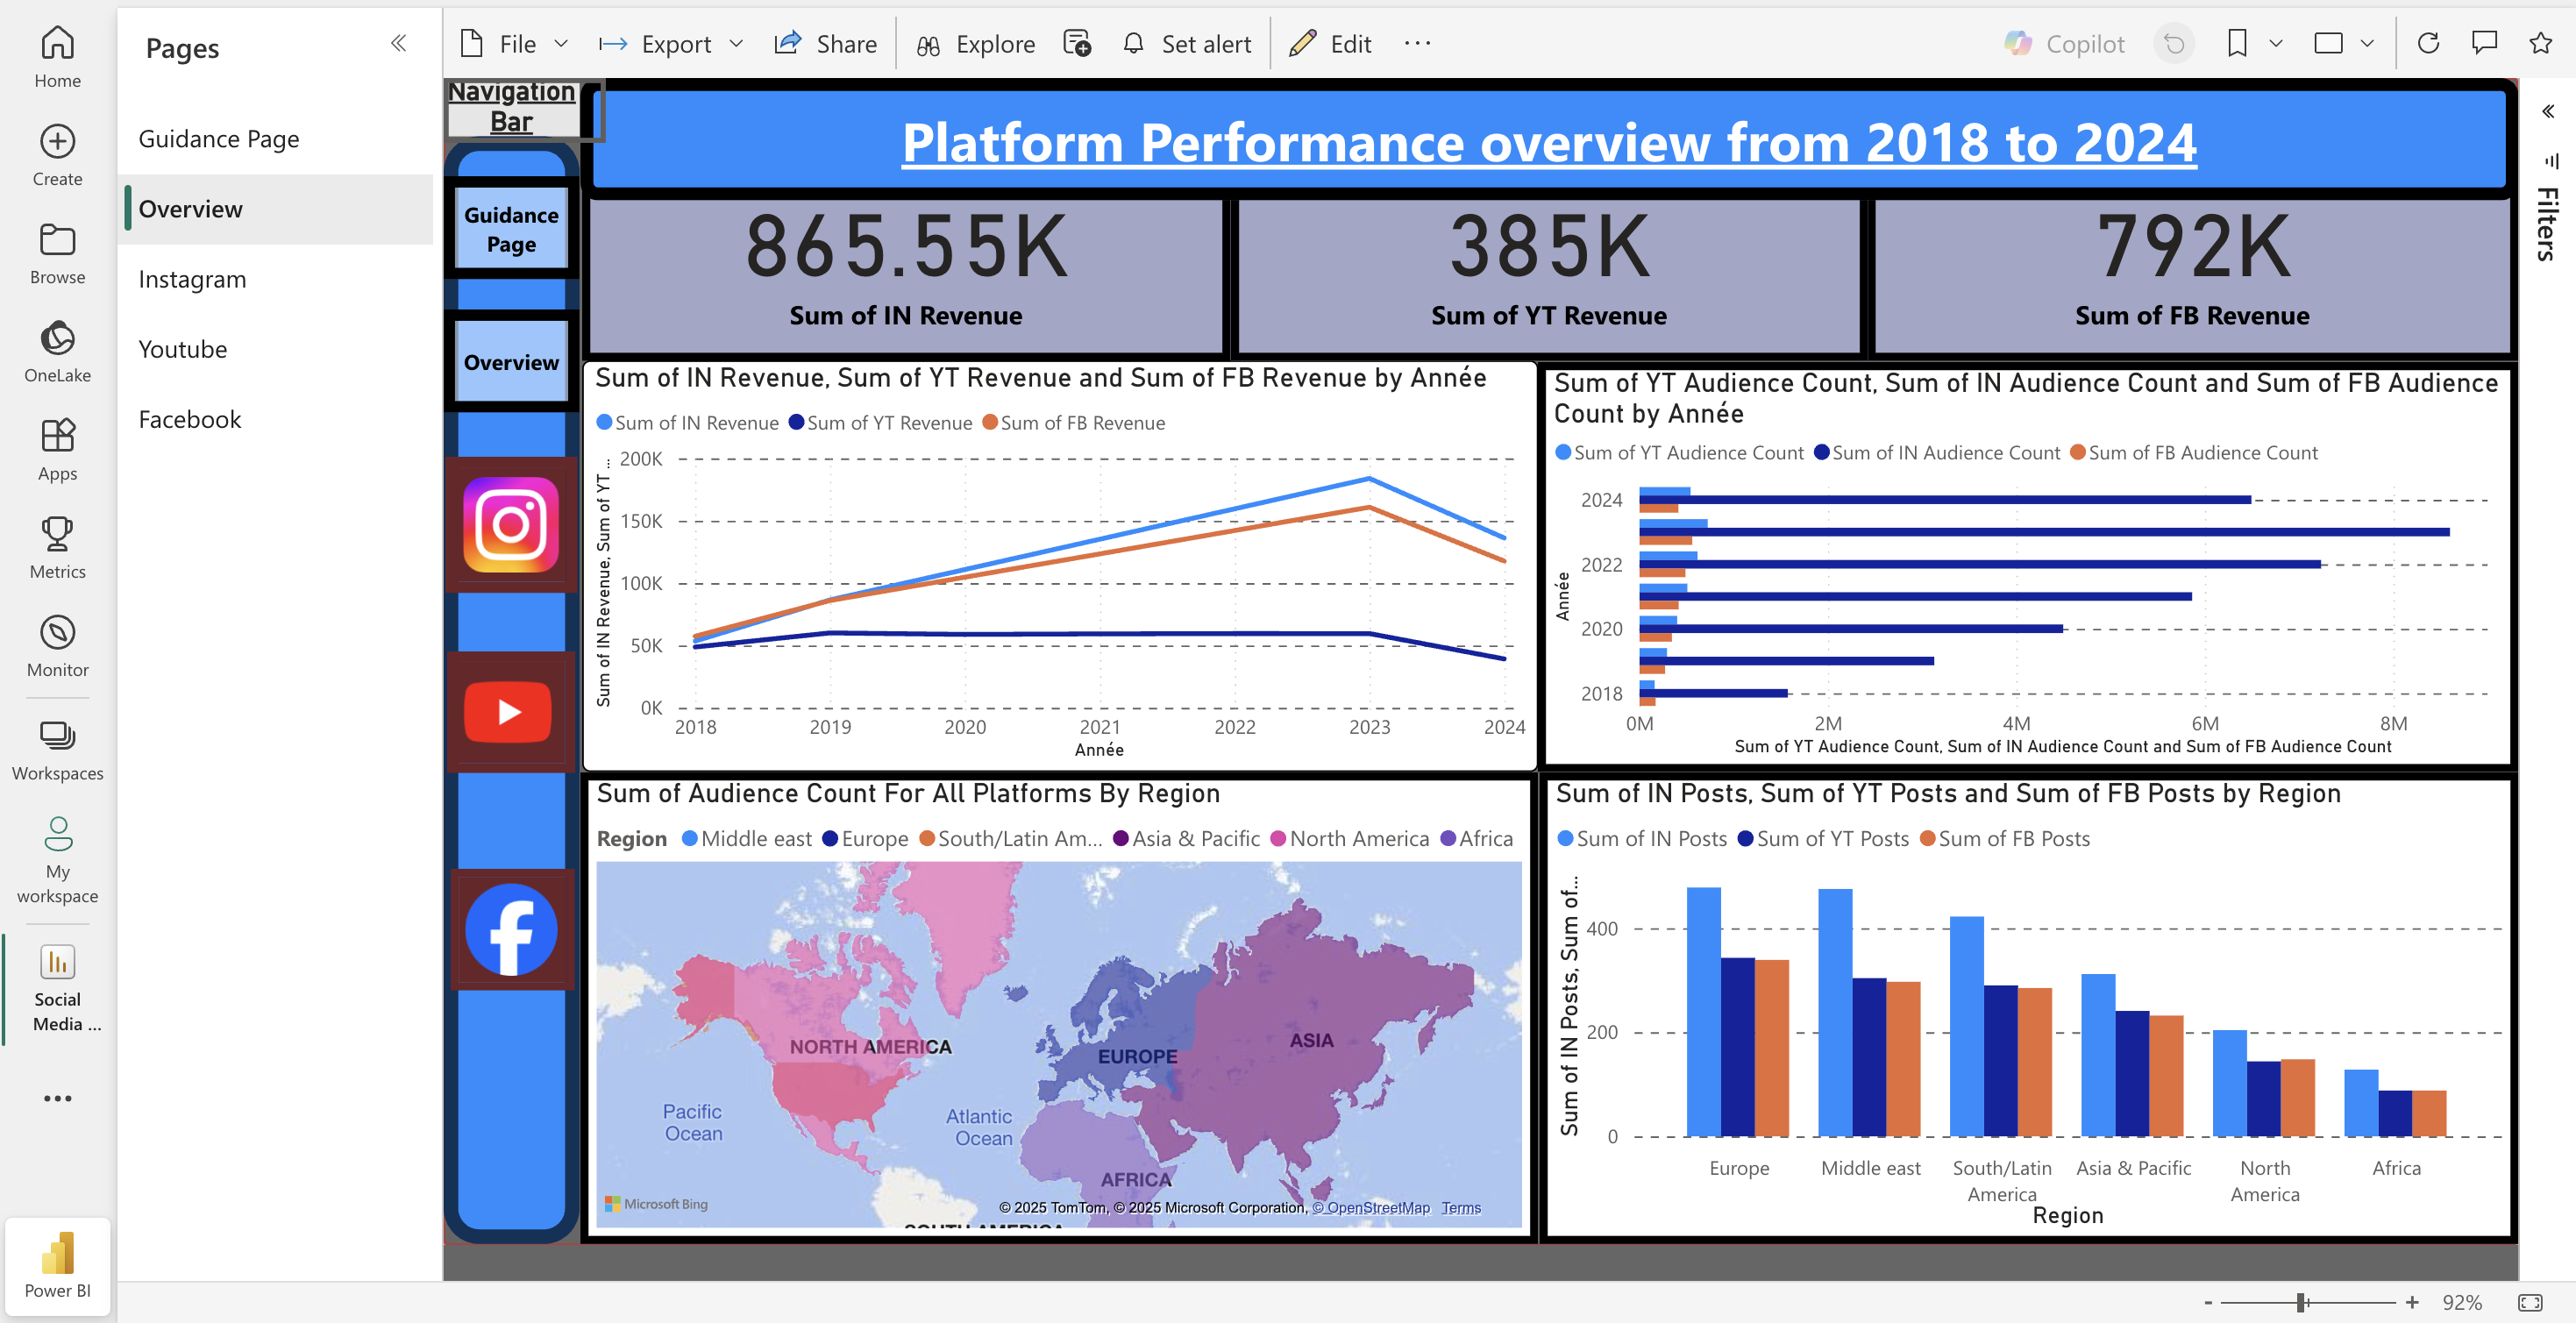 Home
Create
Browse
OneLake
Apps
Metrics
Monitor
Workspaces
My
workspace
Social
Media ...
Power BI
Pages
Guidance Page
Overview
Instagram
Youtube
Facebook
File
Export
Share
Explore
Set alert
Edit
Copilot
Filters
Navigation
Bar
Guidance
Page
Overview
Platform Performance overview from 2018 to 2024
865.55K
Sum of IN Revenue
385K
Sum of YT Revenue
792K
Sum of FB Revenue
Sum of IN Revenue, Sum of YT Revenue and Sum of FB Revenue by Année
Sum of IN Revenue Sum of YT Revenue Sum of FB Revenue
Sum of IN Revenue, Sum of YT ...
200K
150K
100K
50K
0K
2018 2019 2020 2021 2022 2023 2024
Année
Sum of YT Audience Count, Sum of IN Audience Count and Sum of FB Audience
Count by Année
Sum of YT Audience Count Sum of IN Audience Count Sum of FB Audience Count
Année
2024
2022
2020
2018
0M 2M 4M 6M 8M
Sum of YT Audience Count, Sum of IN Audience Count and Sum of FB Audience Count
Sum of Audience Count For All Platforms By Region
Region Middle east Europe South/Latin Am... Asia & Pacific North America Africa
NORTH AMERICA
EUROPE
ASIA
Pacific
Ocean
Atlantic
Ocean
AFRICA
SOUTH AMERICA
Microsoft Bing
© 2025 TomTom, © 2025 Microsoft Corporation, © OpenStreetMap Terms
Sum of IN Posts, Sum of YT Posts and Sum of FB Posts by Region
Sum of IN Posts Sum of YT Posts Sum of FB Posts
Sum of IN Posts, Sum of...
400
200
0
Europe Middle east South/Latin Asia & Pacific North Africa
America America
Region
- + 92%